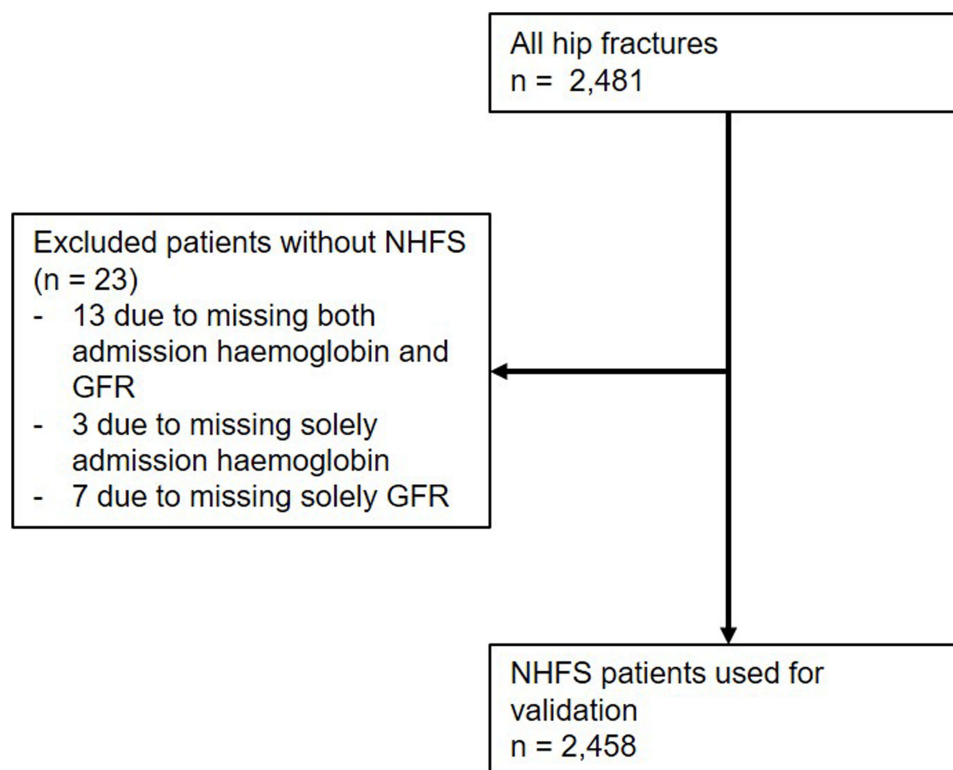 All hip fractures
n =  2,481
Excluded patients without NHFS
(n = 23)
- 13 due to missing both
admission haemoglobin and
GFR
- 3 due to missing solely
admission haemoglobin
- 7 due to missing solely GFR
NHFS patients used for
validation
n = 2,458